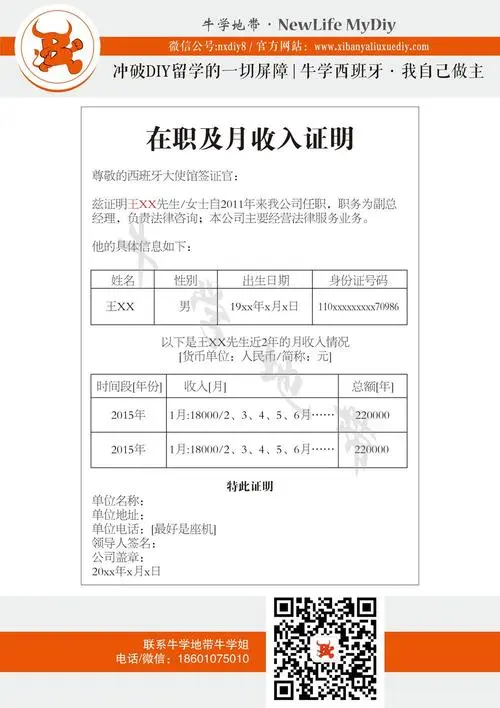 牛学地带·NewLife MyDiy
微信公号:nxdiy8 / 官方网站：www.xibanyaliuxuediy.com
冲破DIY留学的一切屏障|牛学西班牙·我自己做主
在职及月收入证明
尊敬的西班牙大使馆签证官：
兹证明王XX先生/女士自2011年来我公司任职，职务为副总
经理，负责法律咨询；本公司主要经营法律服务业务。
他的具体信息如下：
姓名 性别 出生日期 身份证号码
王XX 男 19xx年x月x日 110xxxxxxxxx70986
以下是王XX先生近2年的月收入情况
[货币单位：人民币/简称：元]
时间段[年份] 收入[月] 总额[年]
2015年 1月:18000/2、3、4、5、6月…… 220000
2015年 1月:18000/2、3、4、5、6月…… 220000
特此证明
单位名称：
单位地址：
单位电话：[最好是座机]
领导人签名：
公司盖章：
20xx年x月x日
联系牛学地带牛学姐
电话/微信：18601075010